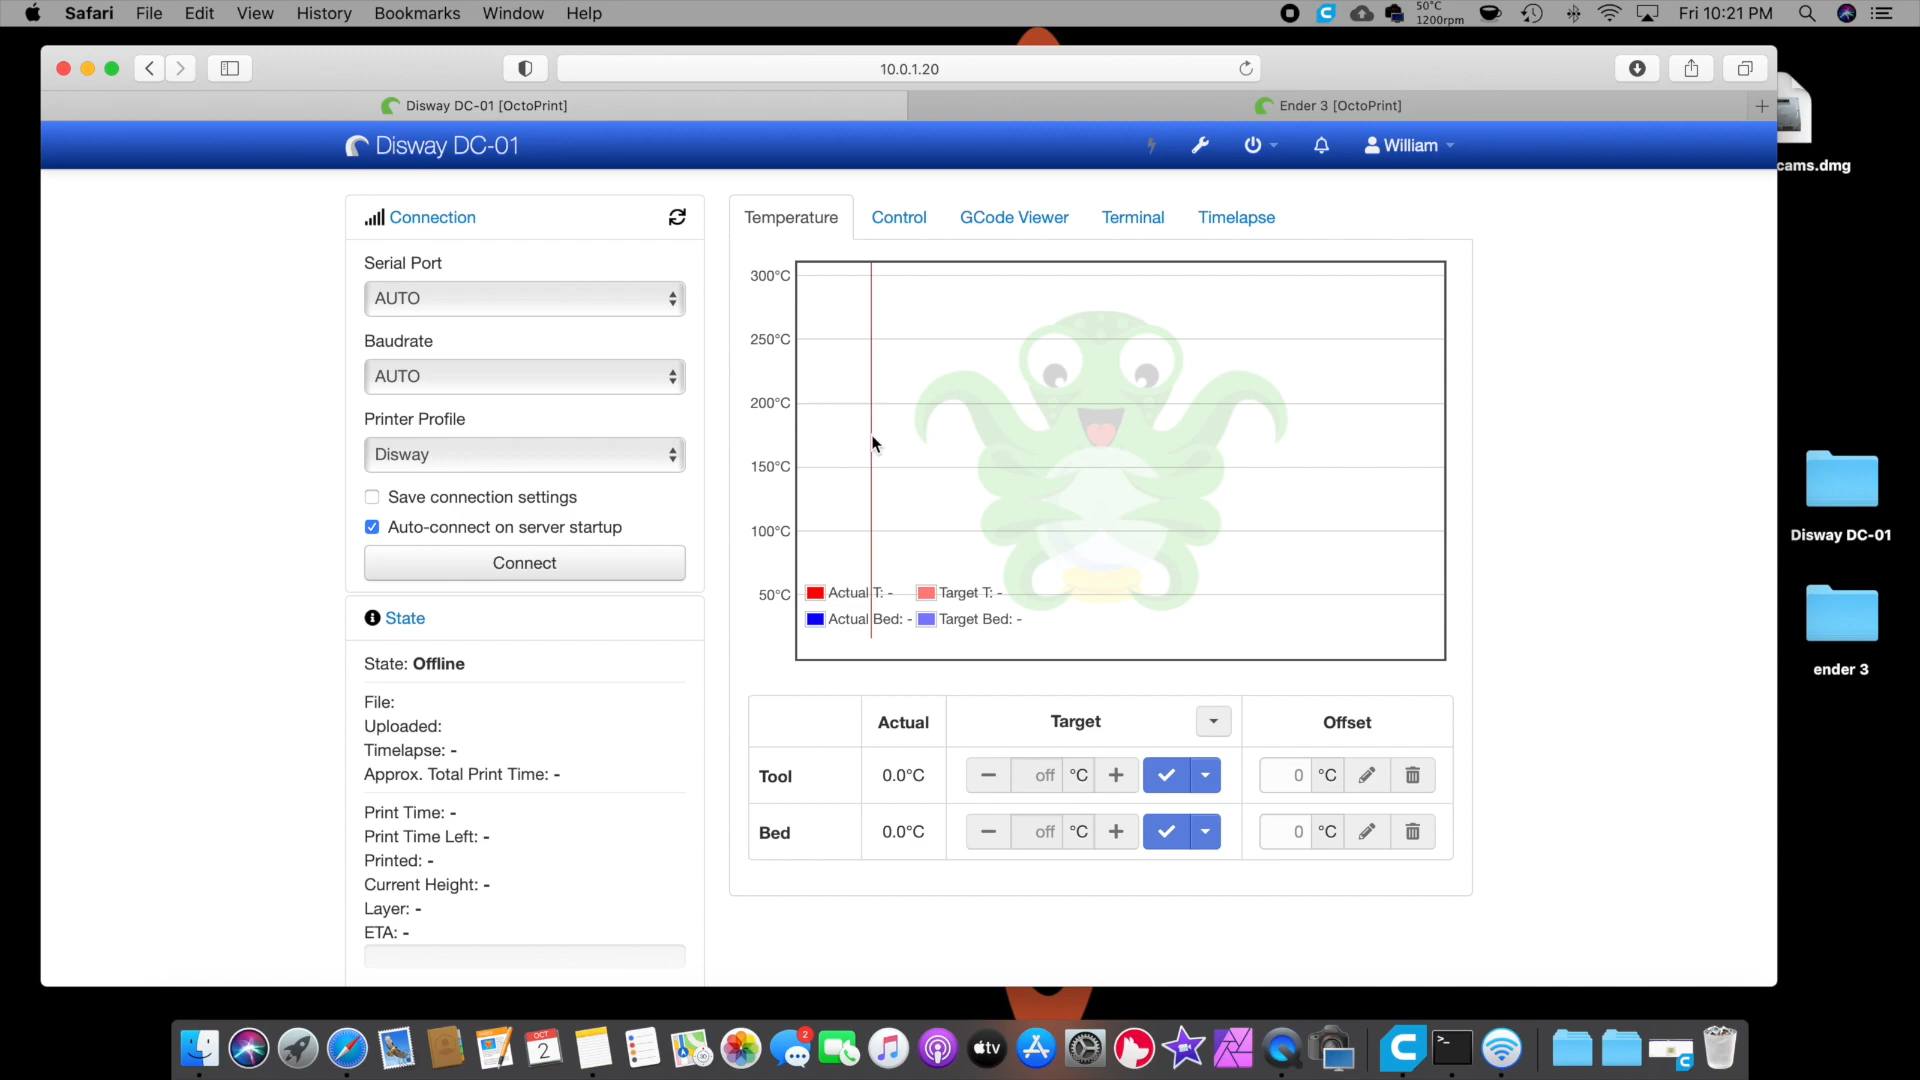 Safari File Edit View History Bookmarks Window Help
50°C
1200rpm
Fri 10:21 PM
10.0.1.20
Disway DC-01 [OctoPrint]
Ender 3 [OctoPrint]
cams.dmg
Disway DC-01
William
Connection
Serial Port
AUTO
Baudrate
AUTO
Printer Profile
Disway
Save connection settings
Auto-connect on server startup
Connect
State
State: Offline
File:
Uploaded:
Timelapse: -
Approx. Total Print Time: -
Print Time: -
Print Time Left: -
Printed: -
Current Height: -
Layer: -
ETA: -
Temperature Control GCode Viewer Terminal Timelapse
300°C
250°C
200°C
150°C
100°C
50°C
Actual T: - Target T: -
Actual Bed: - Target Bed: -
Actual Target Offset
Tool 0.0°C off °C 0 °C
Bed 0.0°C off °C 0 °C
Disway DC-01
ender 3
OCT
2
2
tv